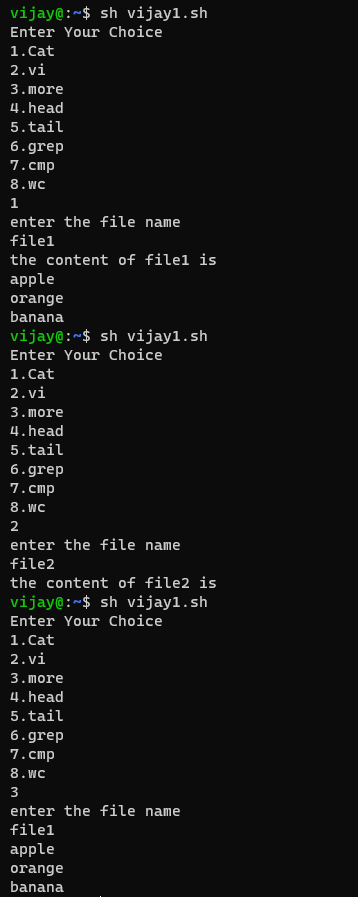 vijay@:~$ sh vijay1.sh
Enter Your Choice
1.Cat
2.vi
3.more
4.head
5.tail
6.grep
7.cmp
8.wc
1
enter the file name
file1
the content of file1 is
apple
orange
banana
vijay@:~$ sh vijay1.sh
Enter Your Choice
1.Cat
2.vi
3.more
4.head
5.tail
6.grep
7.cmp
8.wc
2
enter the file name
file2
the content of file2 is
vijay@:~$ sh vijay1.sh
Enter Your Choice
1.Cat
2.vi
3.more
4.head
5.tail
6.grep
7.cmp
8.wc
3
enter the file name
file1
apple
orange
banana